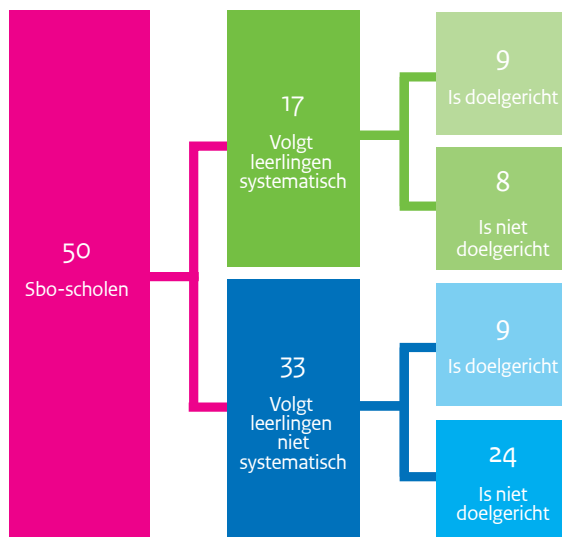 50
Sbo-scholen
17
Volgt
leerlingen
systematisch
9
Is doelgericht
8
Is niet
doelgericht
33
Volgt
leerlingen
niet
systematisch
9
Is doelgericht
24
Is niet
doelgericht